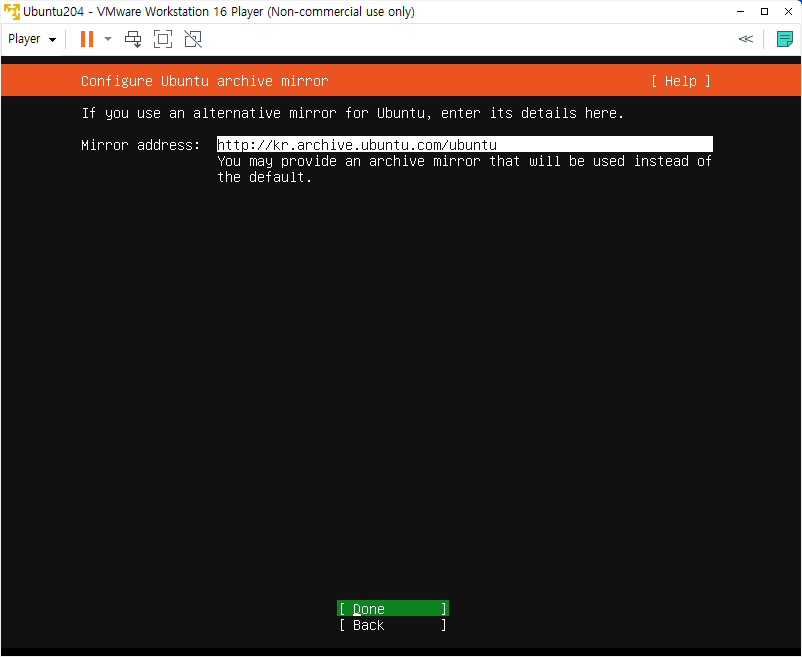 Ubuntu204 - VMware Workstation 16 Player (Non-commercial use only)
Player
Configure Ubuntu archive mirror [ Help ]
If you use an alternative mirror for Ubuntu, enter its details here.
Mirror address: http://kr.archive.ubuntu.com/ubuntu
You may provide an archive mirror that will be used instead of
the default.
[ Done ]
[ Back ]